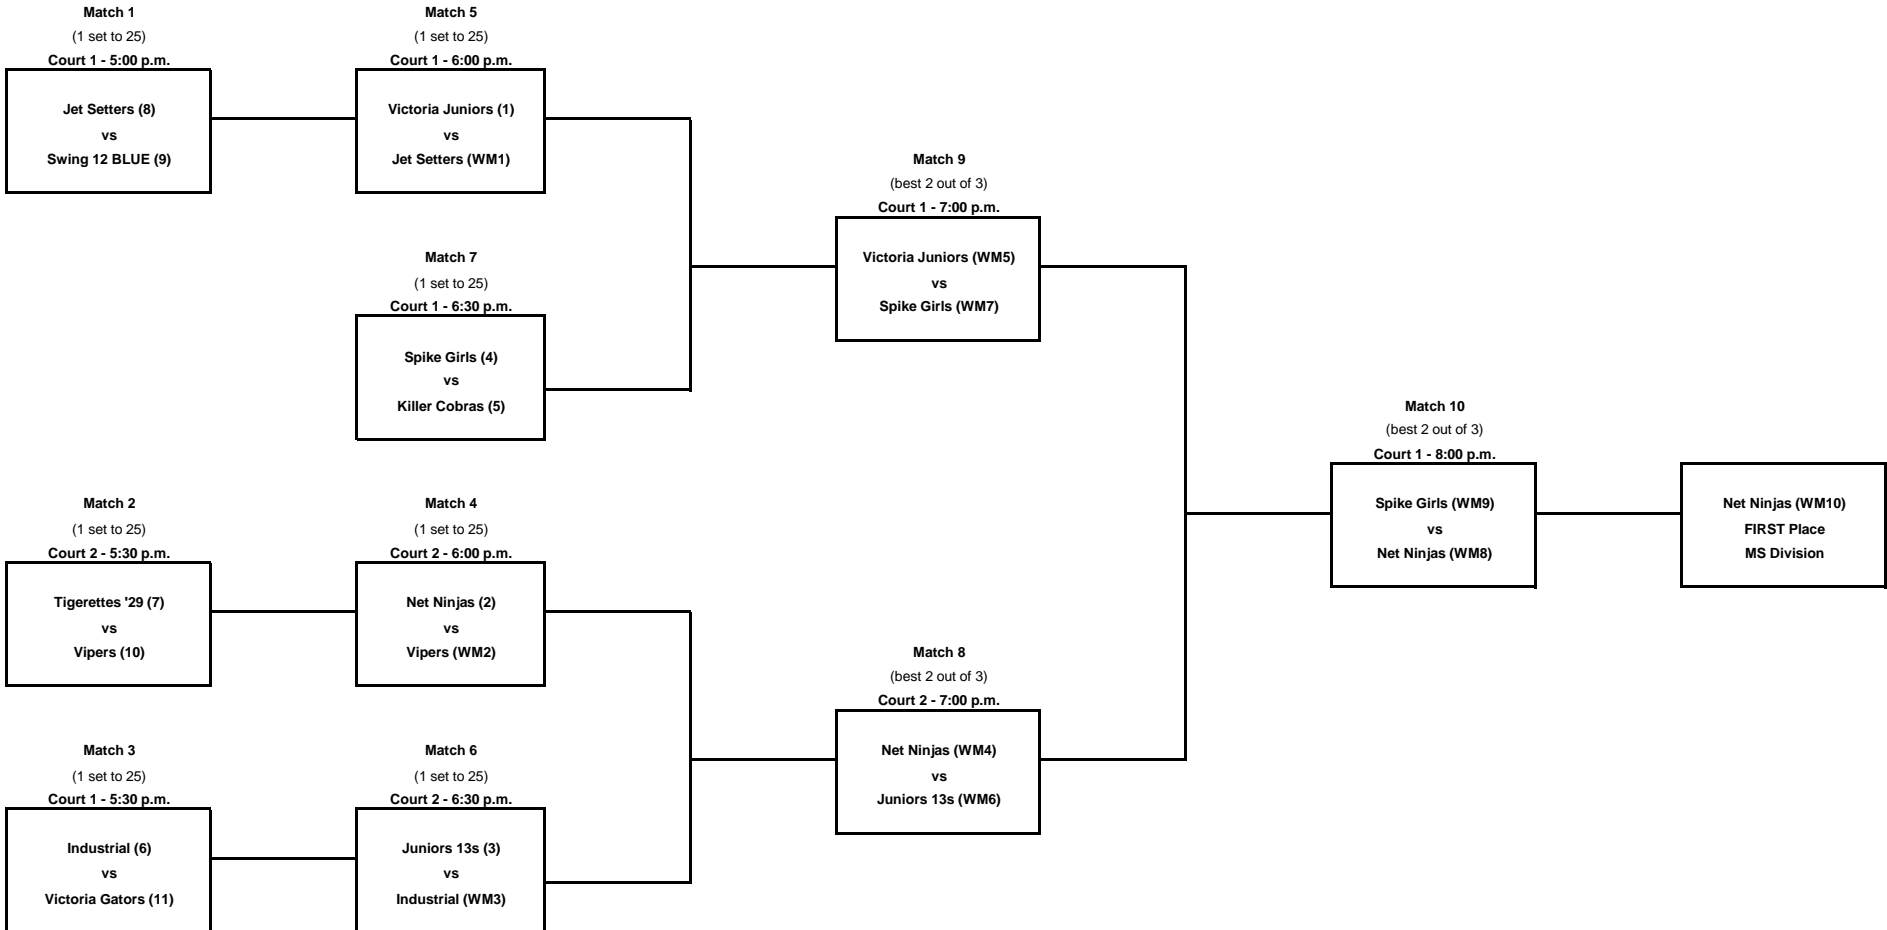 Match 1
(1 set to 25)
Court 1 - 5:00 p.m.
Jet Setters (8)
vs
Swing 12 BLUE (9)
Match 5
(1 set to 25)
Court 1 - 6:00 p.m.
Victoria Juniors (1)
vs
Jet Setters (WM1)
Match 9
(best 2 out of 3)
Court 1 - 7:00 p.m.
Victoria Juniors (WM5)
vs
Spike Girls (WM7)
Match 7
(1 set to 25)
Court 1 - 6:30 p.m.
Spike Girls (4)
vs
Killer Cobras (5)
Match 10
(best 2 out of 3)
Court 1 - 8:00 p.m.
Spike Girls (WM9)
vs
Net Ninjas (WM8)
Net Ninjas (WM10)
FIRST Place
MS Division
Match 2
(1 set to 25)
Court 2 - 5:30 p.m.
Tigerettes '29 (7)
vs
Vipers (10)
Match 4
(1 set to 25)
Court 2 - 6:00 p.m.
Net Ninjas (2)
vs
Vipers (WM2)
Match 8
(best 2 out of 3)
Court 2 - 7:00 p.m.
Net Ninjas (WM4)
vs
Juniors 13s (WM6)
Match 3
(1 set to 25)
Court 1 - 5:30 p.m.
Industrial (6)
vs
Victoria Gators (11)
Match 6
(1 set to 25)
Court 2 - 6:30 p.m.
Juniors 13s (3)
vs
Industrial (WM3)